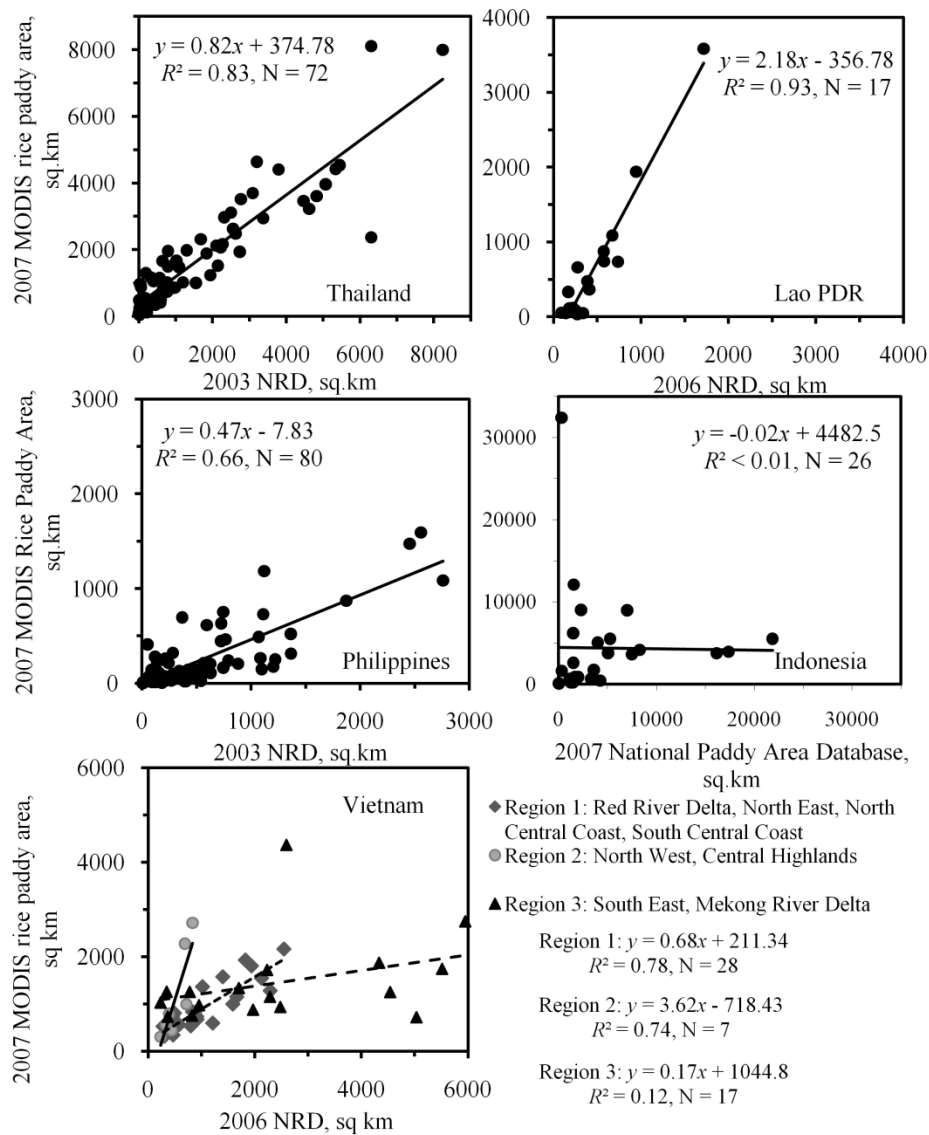 2007 MODIS rice paddy area,
sq.km
8000
6000
4000
2000
0
y = 0.82x + 374.78
R² = 0.83, N = 72
Thailand
0 2000 4000 6000 8000
2003 NRD, sq.km
4000
3000
2000
1000
0
y = 2.18x - 356.78
R² = 0.93, N = 17
Lao PDR
0 1000 2000 3000 4000
2006 NRD, sq km
2007 MODIS Rice Paddy Area,
sq.km
3000
2000
1000
0
y = 0.47x - 7.83
R² = 0.66, N = 80
Philippines
0 1000 2000 3000
2003 NRD, sq.km
30000
20000
10000
0
y = -0.02x + 4482.5
R² < 0.01, N = 26
Indonesia
0 10000 20000 30000
2007 National Paddy Area Database,
sq.km
2007 MODIS rice paddy area,
sq km
6000
4000
2000
0
Vietnam
0 2000 4000 6000
2006 NRD, sq km
Region 1: Red River Delta, North East, North
Central Coast, South Central Coast
Region 2: North West, Central Highlands
Region 3: South East, Mekong River Delta
Region 1: y = 0.68x + 211.34
R² = 0.78, N = 28
Region 2: y = 3.62x - 718.43
R² = 0.74, N = 7
Region 3: y = 0.17x + 1044.8
R² = 0.12, N = 17